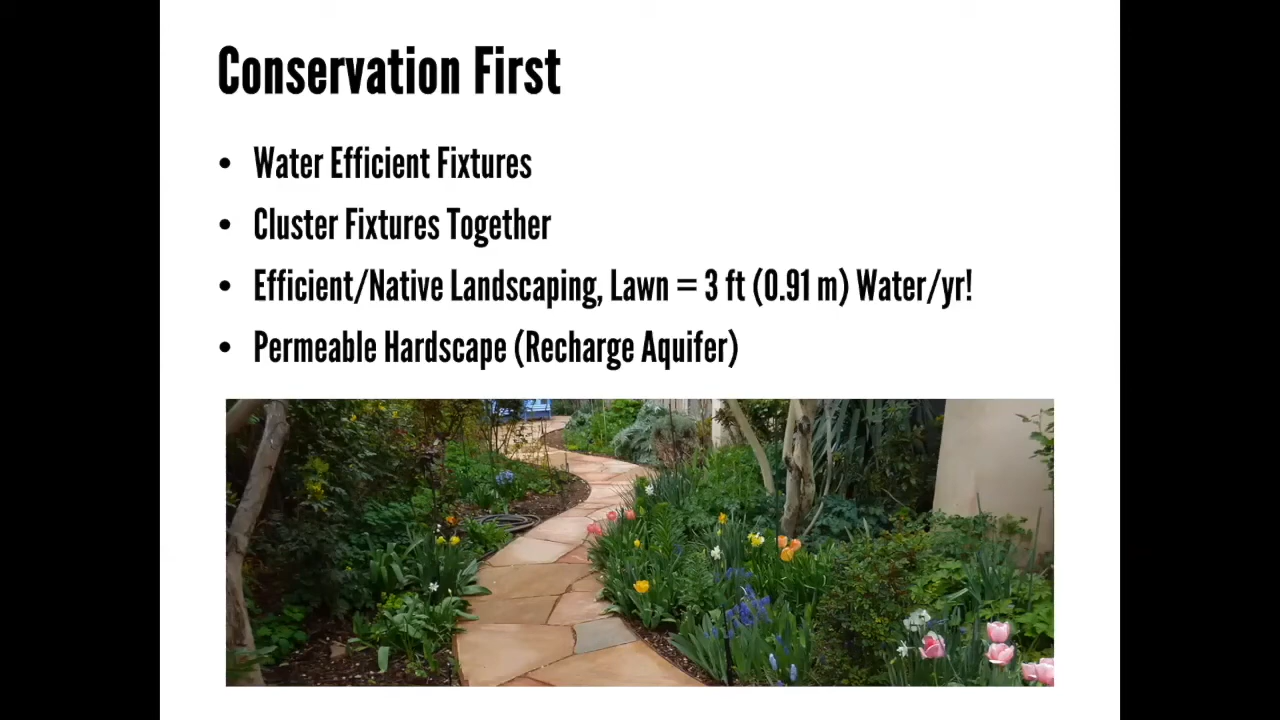 Conservation First
• Water Efficient Fixtures
• Cluster Fixtures Together
• Efficient/Native Landscaping, Lawn = 3 ft (0.91 m) Water/yr!
• Permeable Hardscape (Recharge Aquifer)